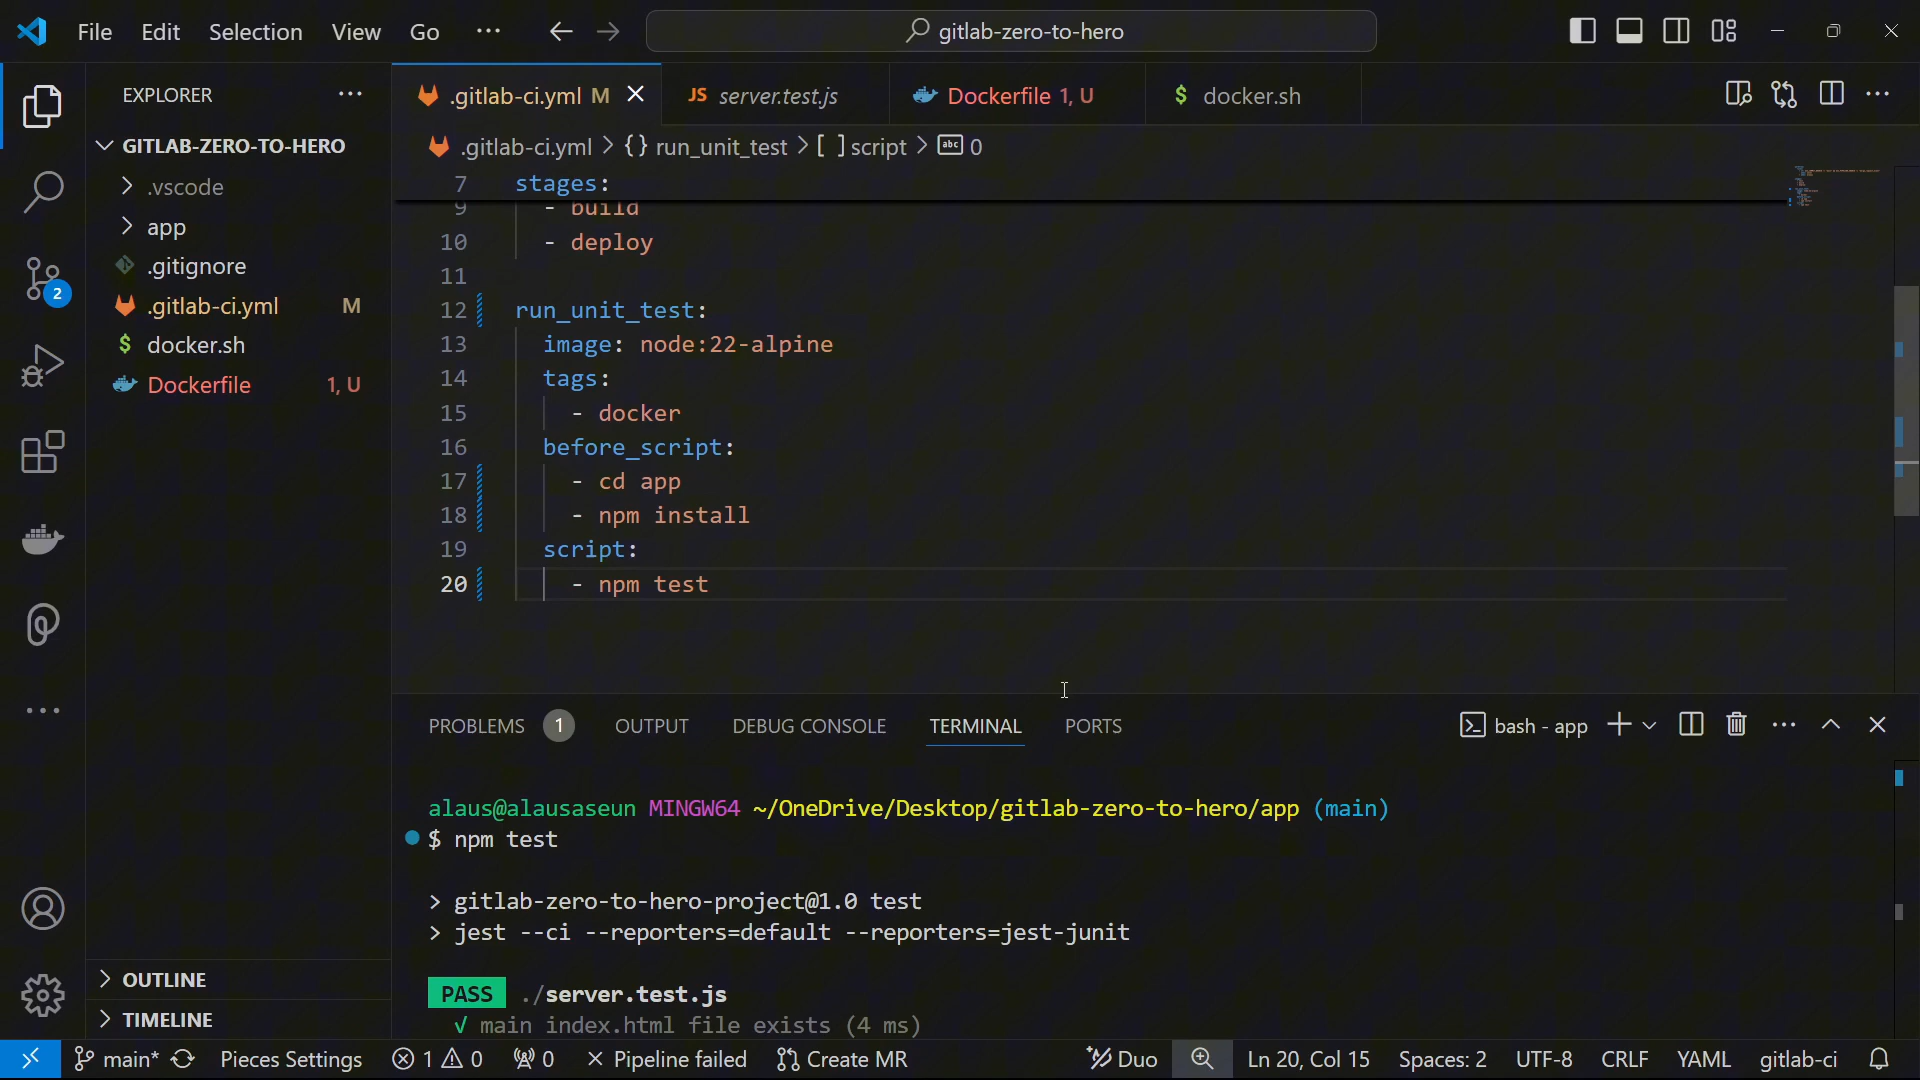 File Edit Selection View Go ··· gitlab-zero-to-hero
EXPLORER ···
GITLAB-ZERO-TO-HERO
.vscode
app
.gitignore
.gitlab-ci.yml M
docker.sh
Dockerfile 1, U
OUTLINE
TIMELINE
2
.gitlab-ci.yml M JS server.test.js Dockerfile 1, U $ docker.sh
.gitlab-ci.yml > {} run_unit_test > [ ] script > abc 0
7 stages:
9 - build
10 - deploy
11
12 run_unit_test:
13 image: node:22-alpine
14 tags:
15 - docker
16 before_script:
17 - cd app
18 - npm install
19 script:
20 - npm test
PROBLEMS 1 OUTPUT DEBUG CONSOLE TERMINAL PORTS bash - app
alaus@alausaseun MINGW64 ~/OneDrive/Desktop/gitlab-zero-to-hero/app (main)
$ npm test
> gitlab-zero-to-hero-project@1.0 test
> jest --ci --reporters=default --reporters=jest-junit
PASS ./server.test.js
√ main index.html file exists (4 ms)
main* Pieces Settings 1 0 0 Pipeline failed Create MR Duo Ln 20, Col 15 Spaces: 2 UTF-8 CRLF YAML gitlab-ci